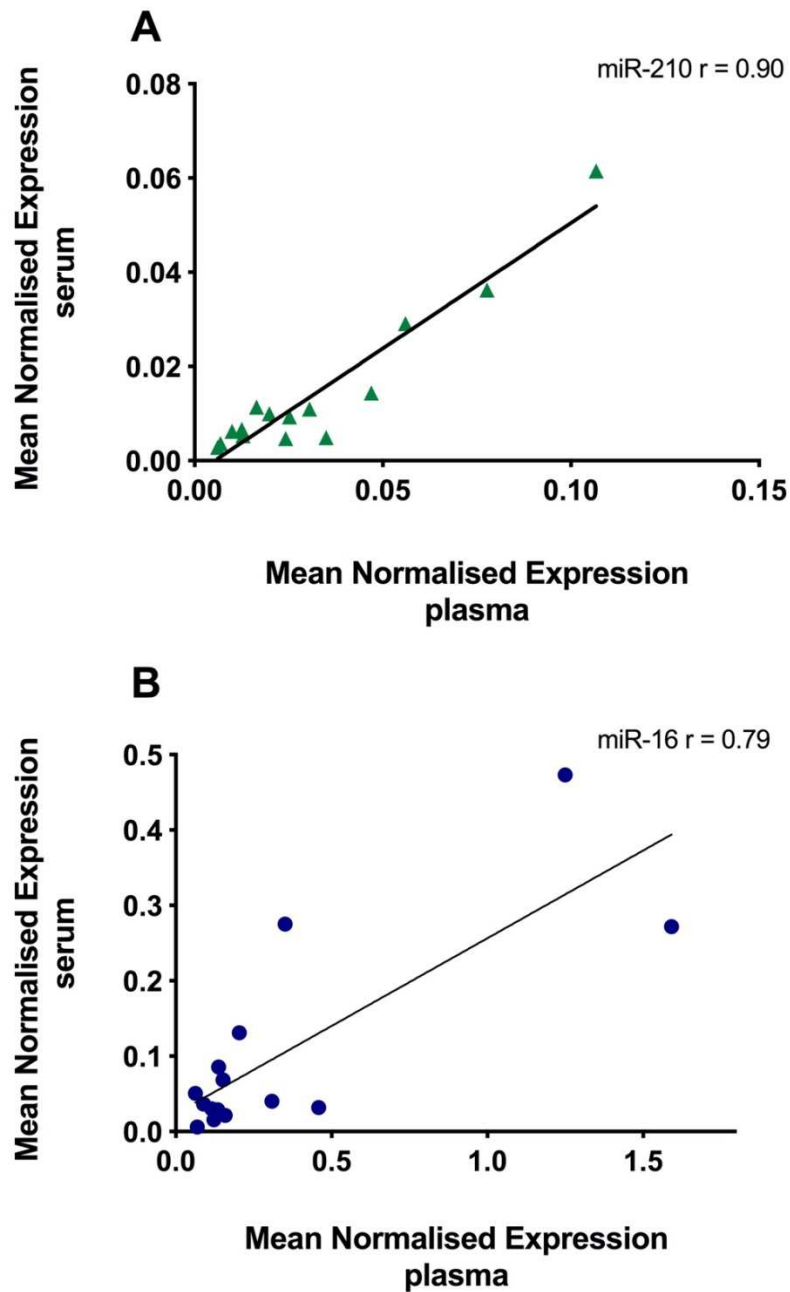 A
miR-210 r = 0.90
Mean Normalised Expression
serum
0.08
0.06
0.04
0.02
0.00
0.00 0.05 0.10 0.15
Mean Normalised Expression
plasma
B
miR-16 r = 0.79
Mean Normalised Expression
serum
0.5
0.4
0.3
0.2
0.1
0.0
0.0 0.5 1.0 1.5
Mean Normalised Expression
plasma